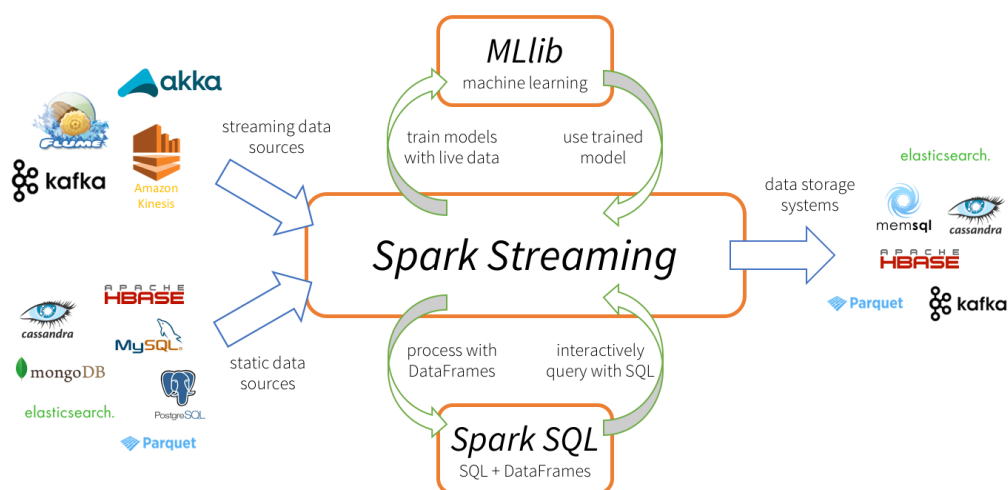 MLlib
machine learning
akka
FLUME
streaming data
sources
train models
with live data
use trained
model
kafka
Amazon
Kinesis
elasticsearch.
data storage
systems
memsql
cassandra
Spark Streaming
APACHE
HBASE
Parquet
kafka
APACHE
HBASE
cassandra
MySQL®
mongoDB
static data
sources
PostgreSQL
elasticsearch.
Parquet
process with
DataFrames
interactively
query with SQL
Spark SQL
SQL + DataFrames